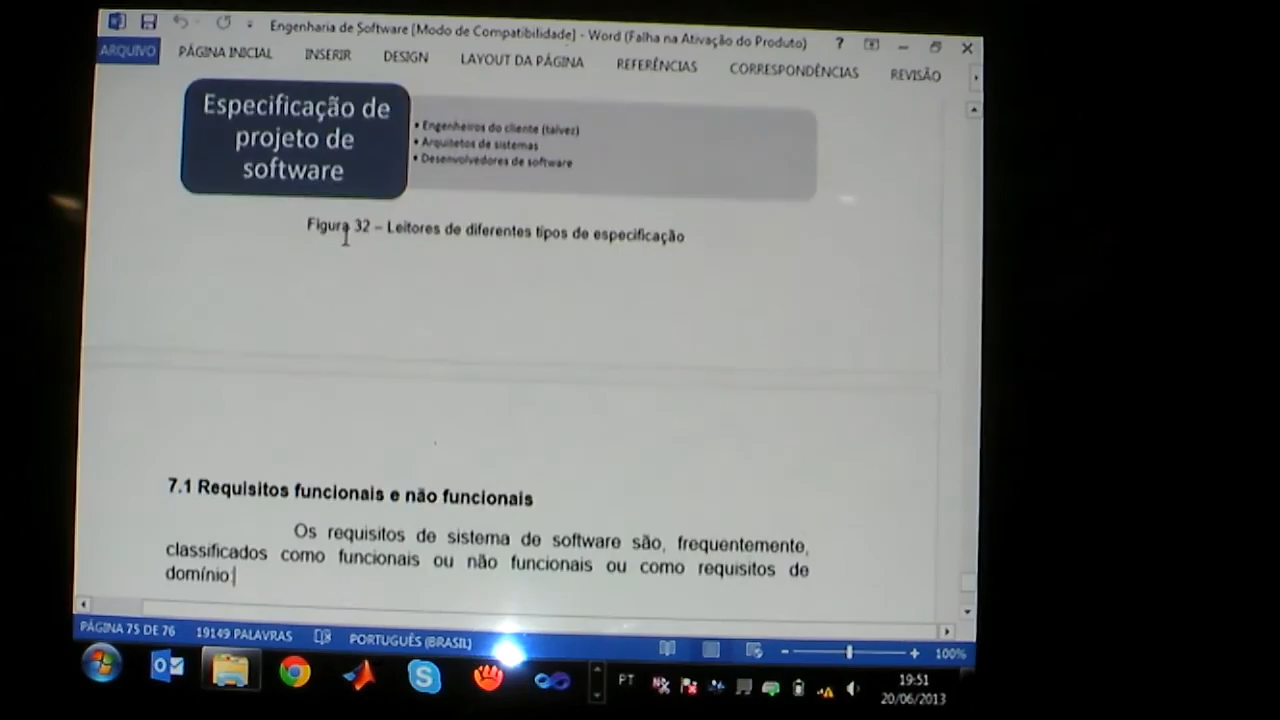 Engenharia de Software [Modo de Compatibilidade] - Word (Falha na Ativação do Produto)
ARQUIVO PÁGINA INICIAL INSERIR DESIGN LAYOUT DA PÁGINA REFERÊNCIAS CORRESPONDÊNCIAS REVISÃO
Especificação de
projeto de
software
• Engenheiros do cliente (talvez)
• Arquitetos de sistemas
• Desenvolvedores de software
Figura 32 – Leitores de diferentes tipos de especificação
7.1 Requisitos funcionais e não funcionais
Os requisitos de sistema de software são, frequentemente,
classificados como funcionais ou não funcionais ou como requisitos de
domínio
PÁGINA 75 DE 76 19149 PALAVRAS PORTUGUÊS (BRASIL) 100%
PT 19:51
20/06/2013